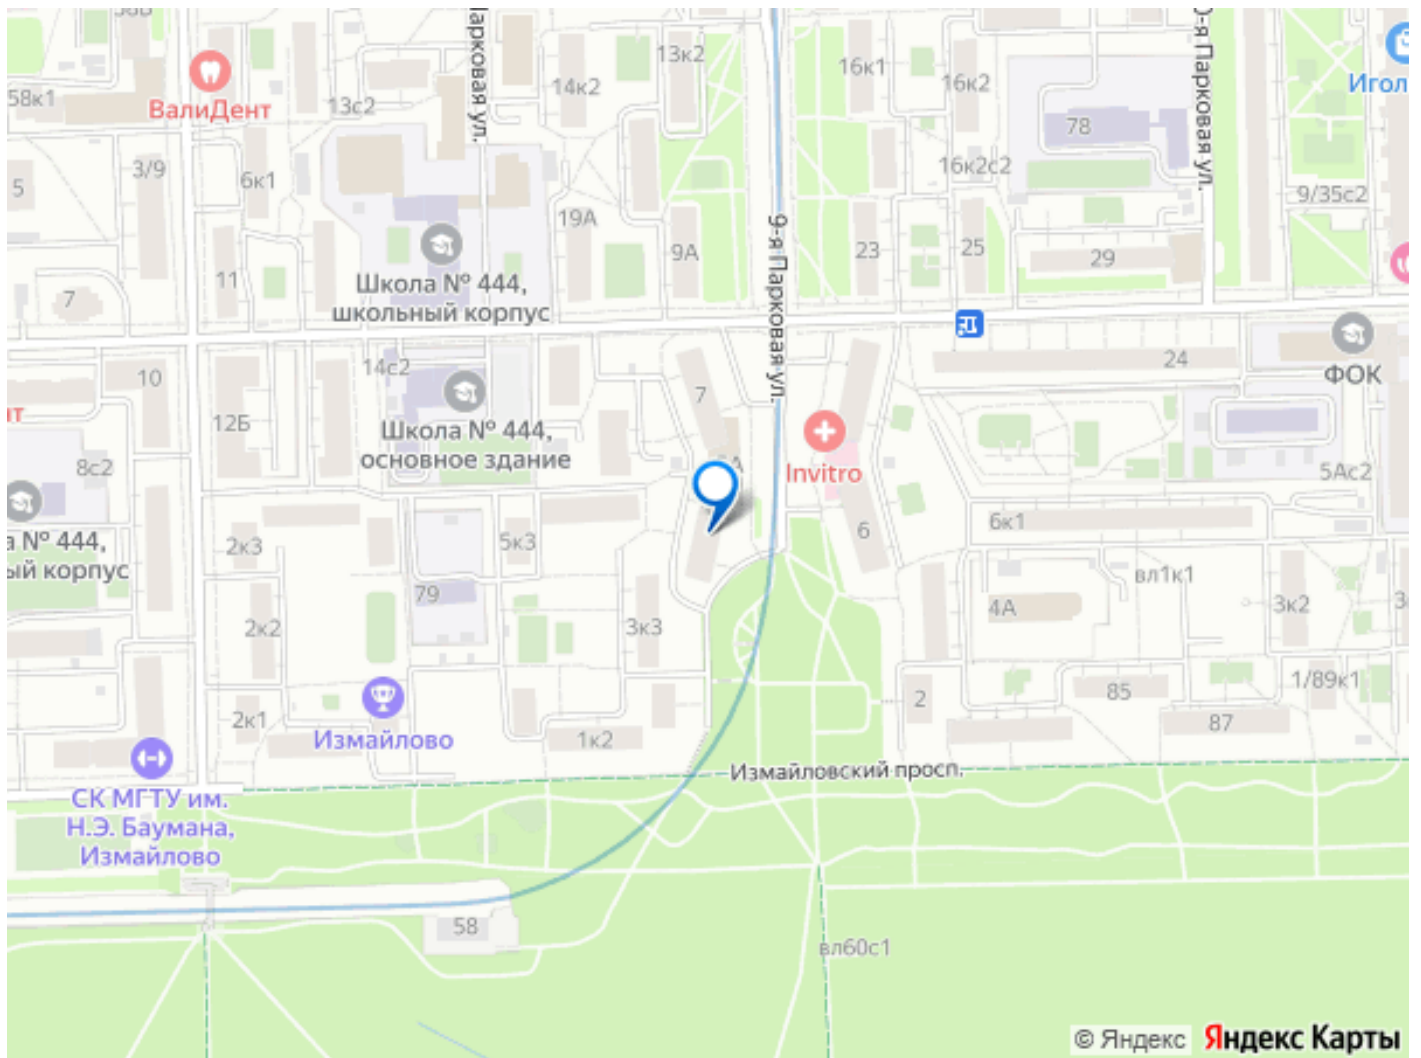 58к1
ВалиДент
13с2
Парковая ул.
14к2
13к2
16к1
16к2
78
10-я Парковая ул.
Игол
5
3/9
6к1
16к2с2
9/35с2
19А
9А
9-я Парковая ул.
23
25
29
11
7
Школа № 444,
школьный корпус
10
14с2
7
24
ФОК
12Б
Школа № 444,
основное здание
Invitro
8с2
5Ас2
а № 444,
ый корпус
2к3
5к3
6
6к1
вл1к1
79
2к2
3к3
4А
3к2
2
85
1/89к1
2к1
Измайлово
1к2
87
Измайловский просп.
СК МГТУ им.
Н.Э. Баумана,
Измайлово
58
вл60с1
© Яндекс Яндекс Карты